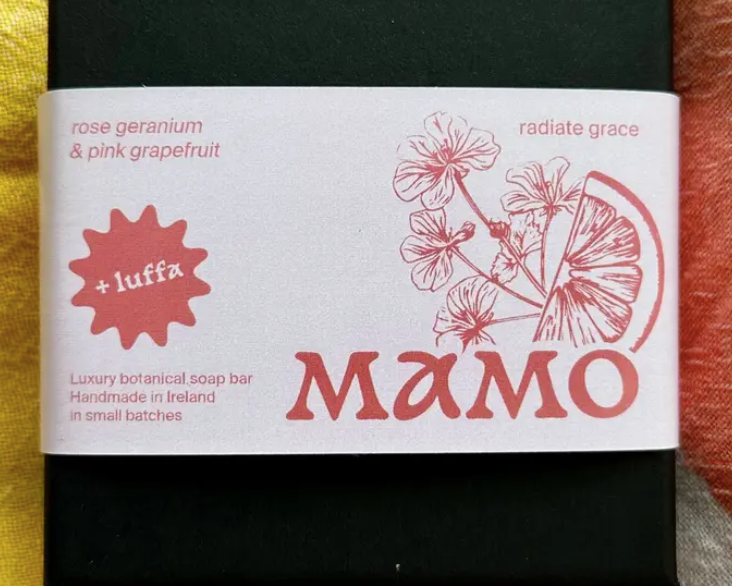 rose geranium
& pink grapefruit
radiate grace
+ luffa
Luxury botanical soap bar
Handmade in Ireland
in small batches
MaMO